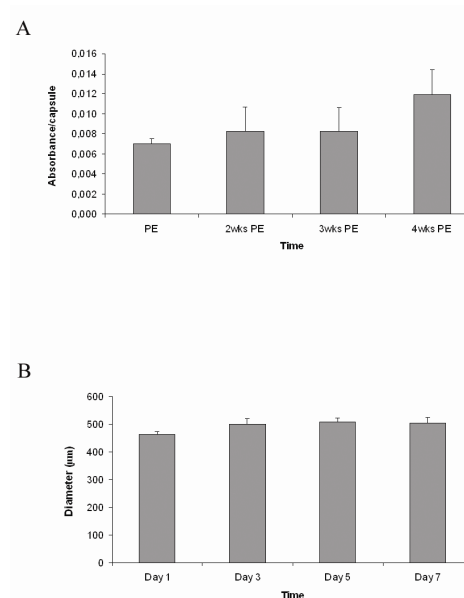 A
0,016
0,014
0,012
0,010
0,008
0,006
0,004
0,002
0,000
Absorbance/capsule
PE 2wks PE 3wks PE 4wks PE
Time
B
600
500
400
300
200
100
0
Diameter (µm)
Day 1 Day 3 Day 5 Day 7
Time